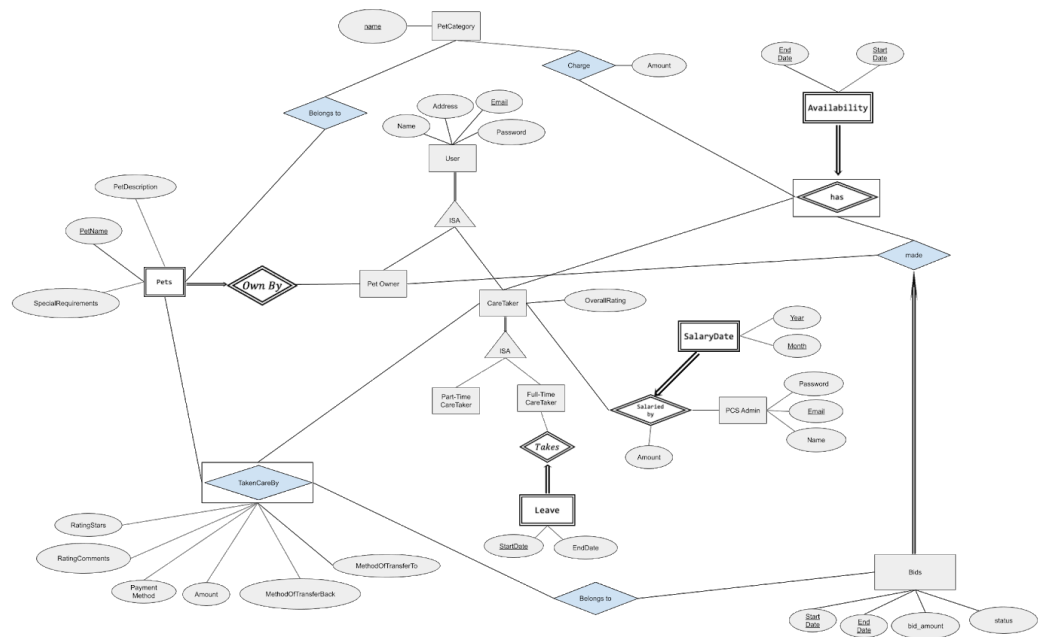 name
PetCategory
Charge
Amount
End
Date
Start
Date
Availability
Belongs to
Address
Email
Name
Password
User
has
PetDescription
ISA
PetName
made
Pets
Own By
Pet Owner
SpecialRequirements
CareTaker
OverallRating
Year
SalaryDate
Month
ISA
Part-Time
CareTaker
Full-Time
CareTaker
Password
Salaried
by
PCS Admin
Email
Name
Takes
Amount
TakenCareBy
Leave
RatingStars
StartDate
EndDate
RatingComments
MethodOfTransferTo
Payment
Method
Amount
MethodOfTransferBack
Belongs to
Bids
Start
Date
End
Date
bid_amount
status